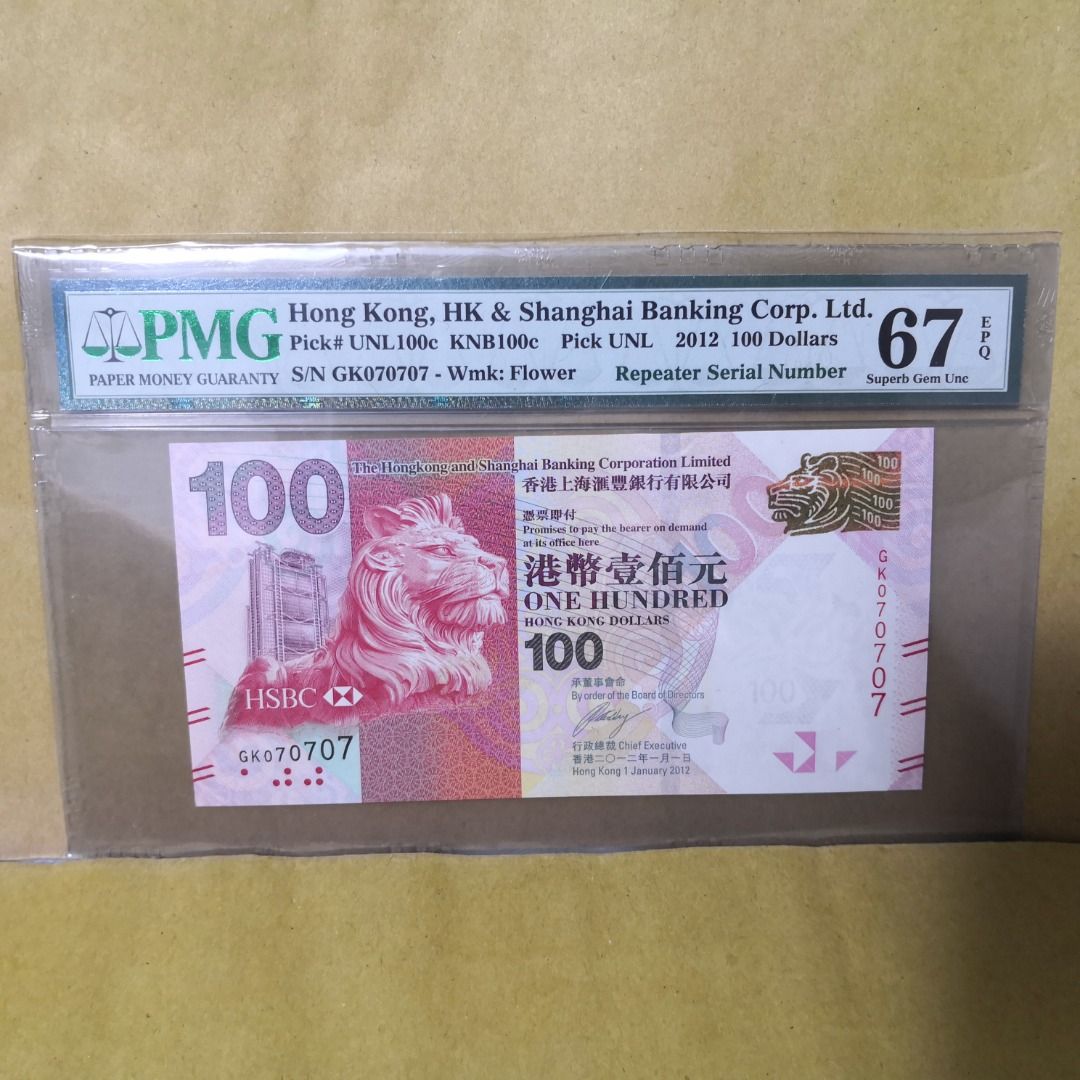 PMG
PAPER MONEY GUARANTY
Hong Kong, HK & Shanghai Banking Corp. Ltd.
Pick# UNL100c KNB100c Pick UNL 2012 100 Dollars
S/N GK070707 - Wmk: Flower Repeater Serial Number
67
EPQ
Superb Gem Unc
100
The Hongkong and Shanghai Banking Corporation Limited
香港上海滙豐銀行有限公司
憑票即付
Promises to pay the bearer on demand
at its office here
港幣壹佰元
ONE HUNDRED
HONG KONG DOLLARS
100
承董事會命
By order of the Board of Directors
行政總裁 Chief Executive
香港二〇一二年一月一日
Hong Kong 1 January 2012
HSBC
GK070707
100
100
100
100
GK070707
100